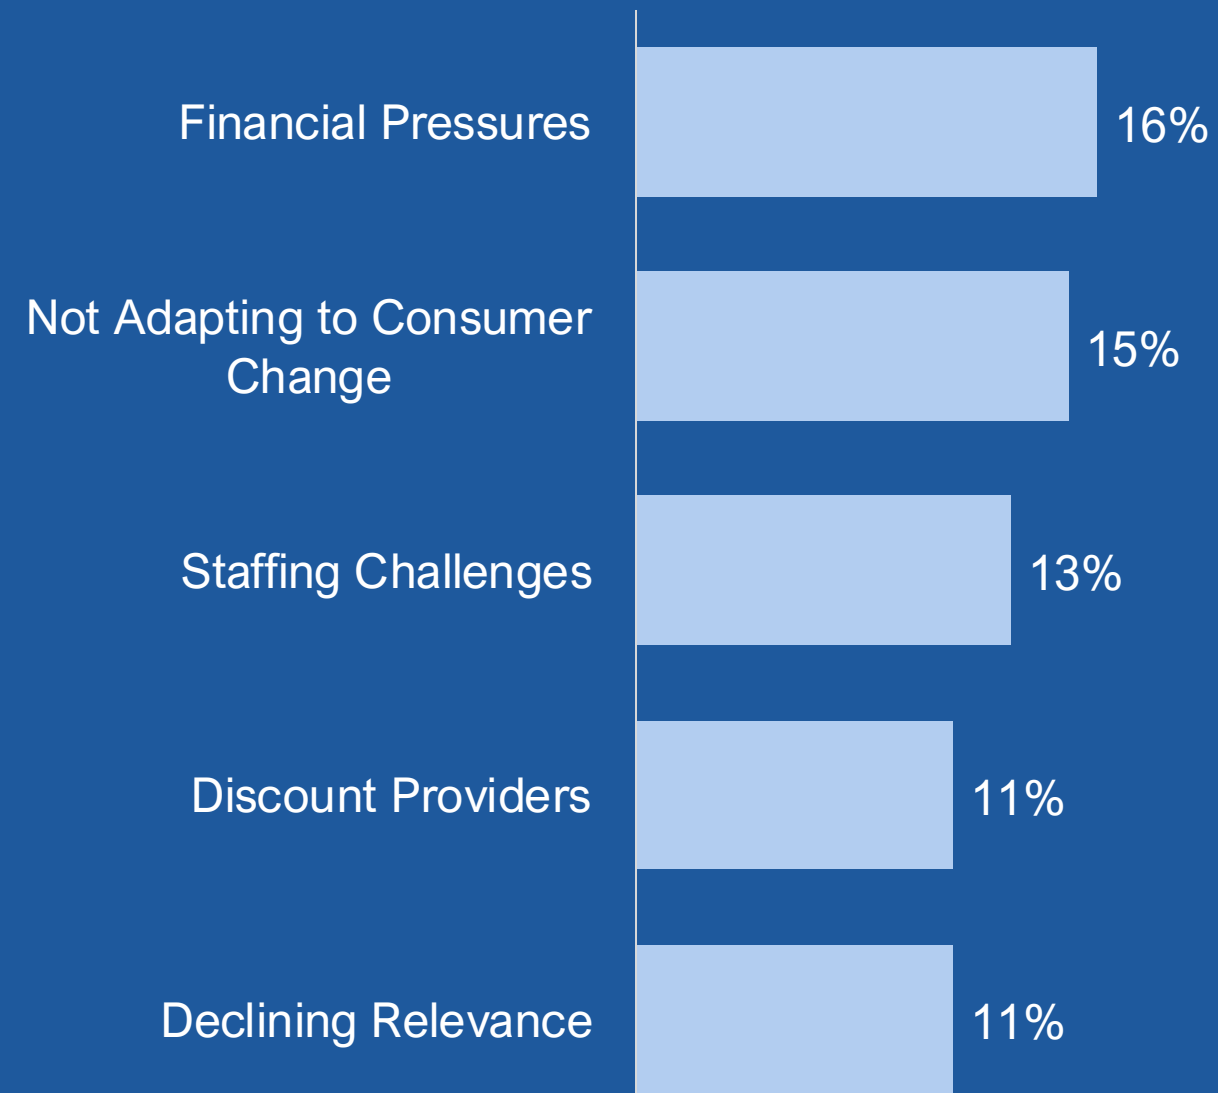 Financial Pressures
16%
Not Adapting to Consumer
Change
15%
Staffing Challenges
13%
Discount Providers
11%
Declining Relevance
11%